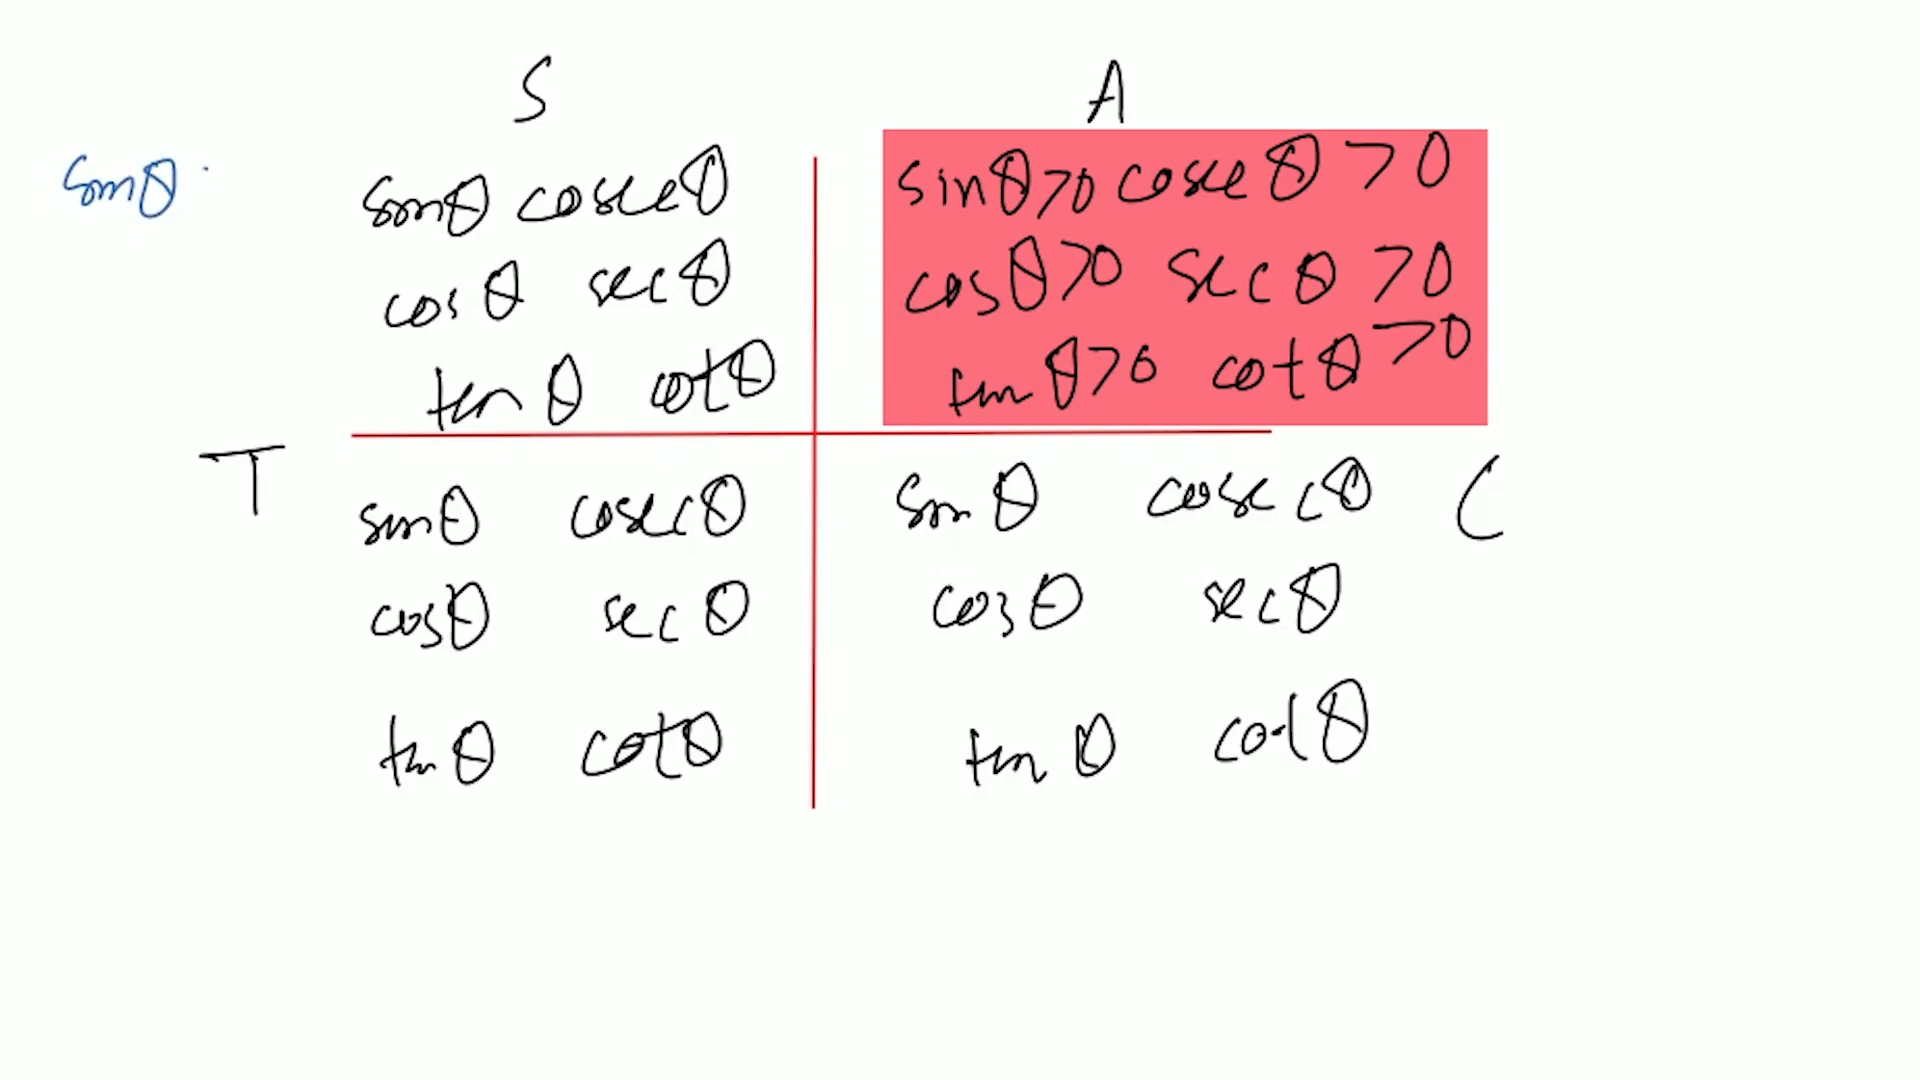 S A
sinθ
sinθ cosecθ
cosθ secθ
tanθ cotθ
sinθ>0 cosecθ>0
cosθ>0 secθ>0
tanθ>0 cotθ>0
T
sinθ cosecθ
cosθ secθ
tanθ cotθ
sinθ cosecθ C
cosθ secθ
tanθ cotθ